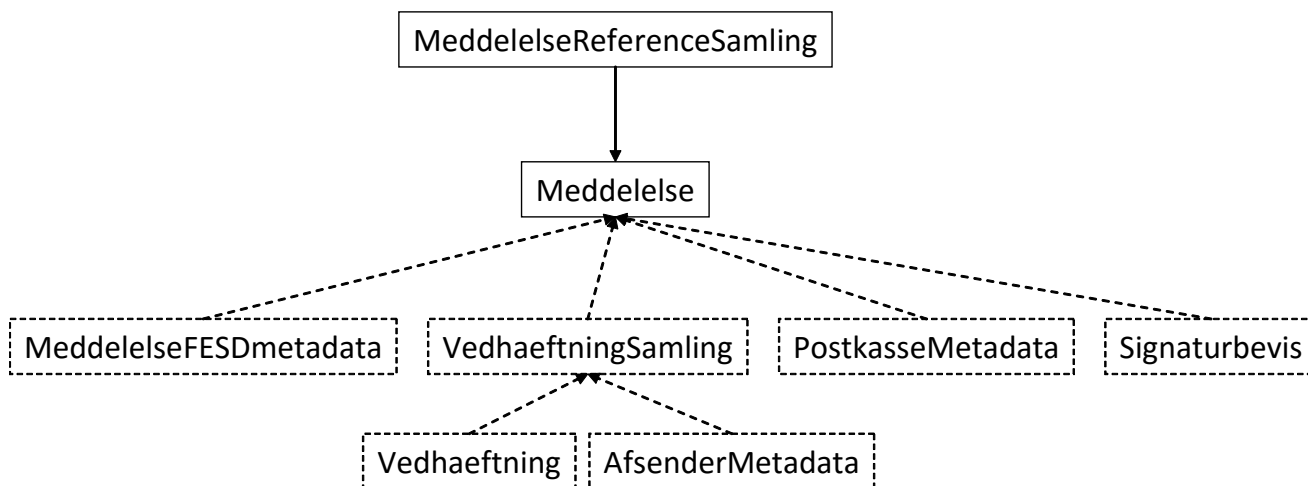 MeddelelseReferenceSamling
Meddelelse
MeddelelseFESDmetadata
VedhaeftningSamling
PostkasseMetadata
Signaturbevis
Vedhaeftning
AfsenderMetadata